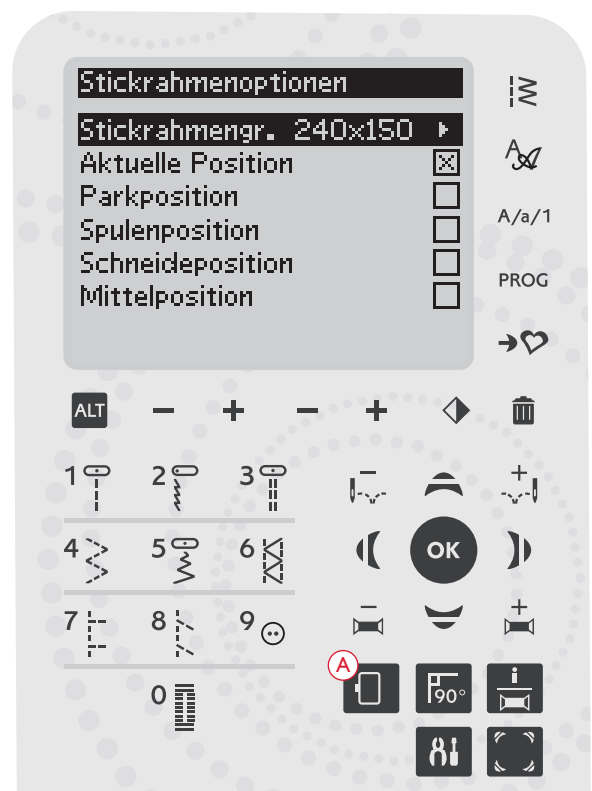 Stickrahmenoptionen
Stickrahmengr. 240x150
Aktuelle Position
Parkposition
Spulenposition
Schneideposition
Mittelposition
A
A/a/1
PROG
ALT − + − +
1 2 3
− +
4 5 6
OK
7 8 9
− +
A
90°
i
0